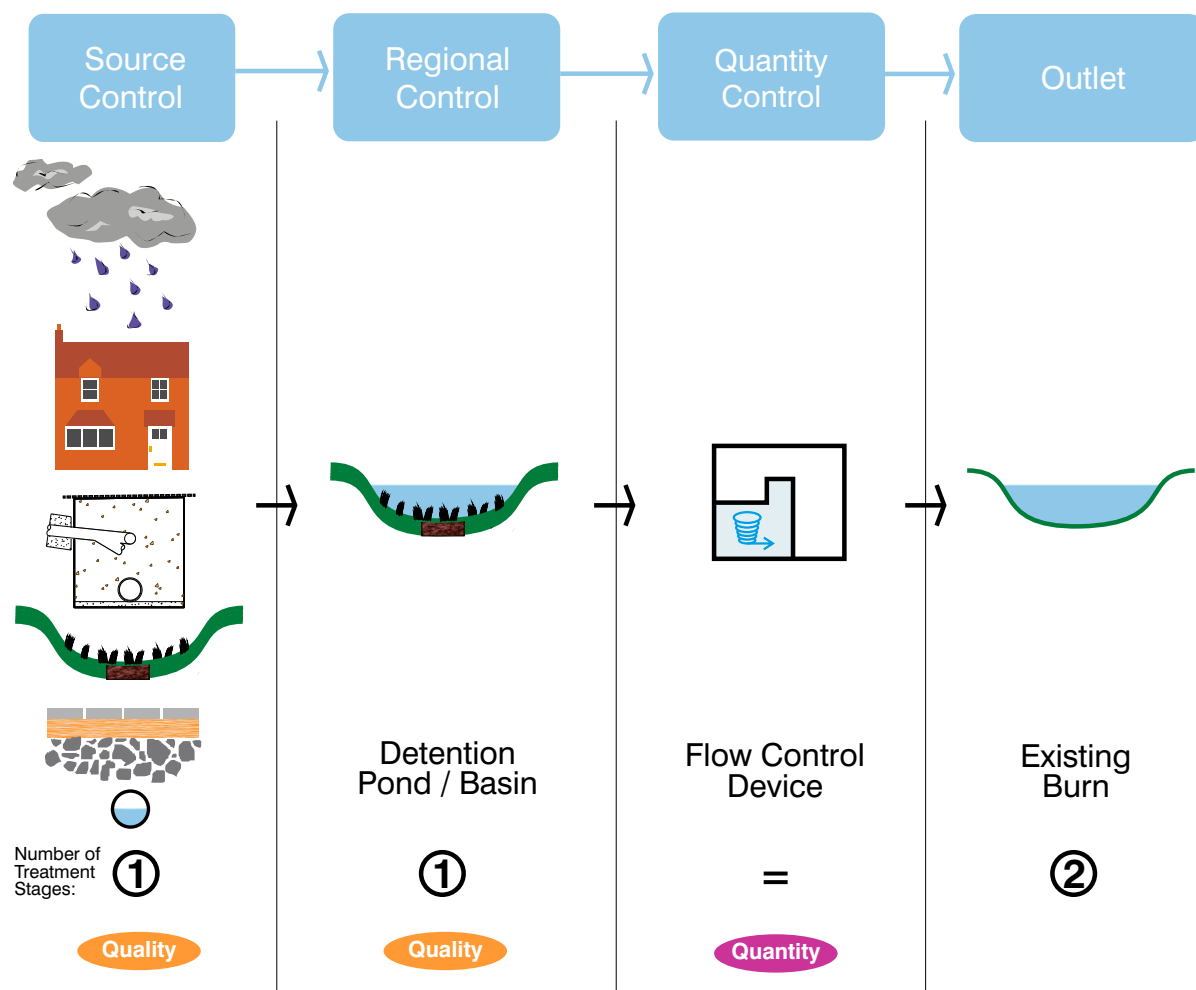 Source
Control
Regional
Control
Quantity
Control
Outlet
Detention
Pond / Basin
Flow Control
Device
Existing
Burn
Number of
Treatment
Stages:
1
1
=
2
Quality
Quality
Quantity